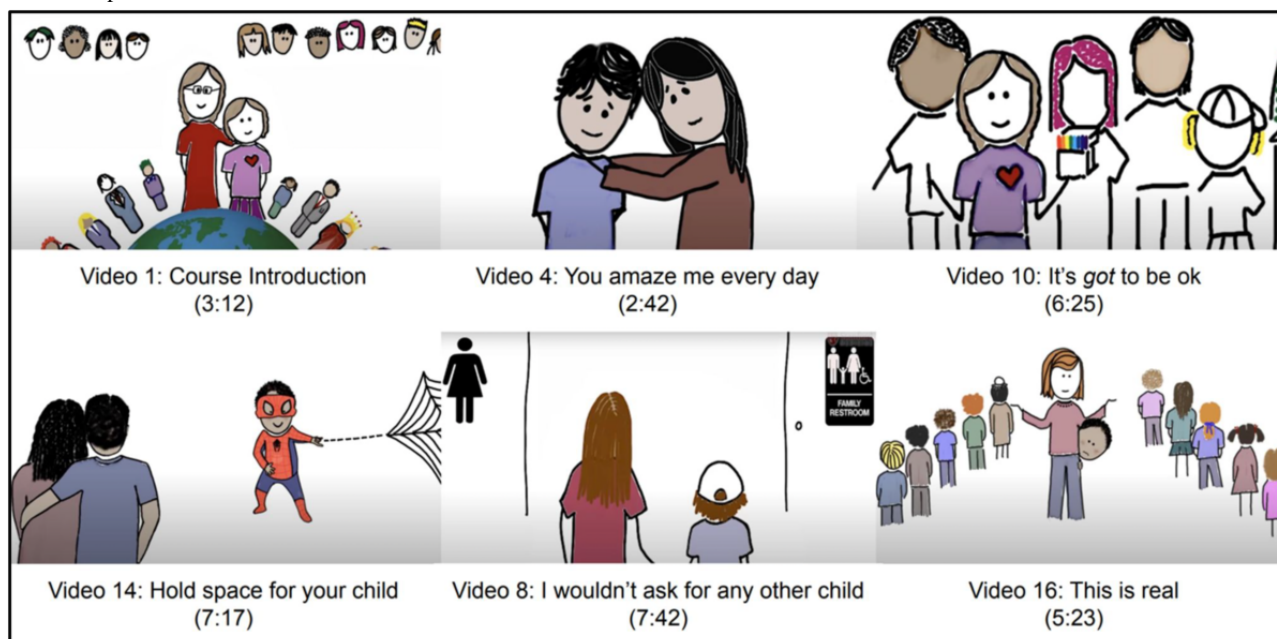 Video 1: Course Introduction
(3:12)
Video 4: You amaze me every day
(2:42)
Video 10: It's got to be ok
(6:25)
FAMILY
RESTROOM
Video 14: Hold space for your child
(7:17)
Video 8: I wouldn't ask for any other child
(7:42)
Video 16: This is real
(5:23)